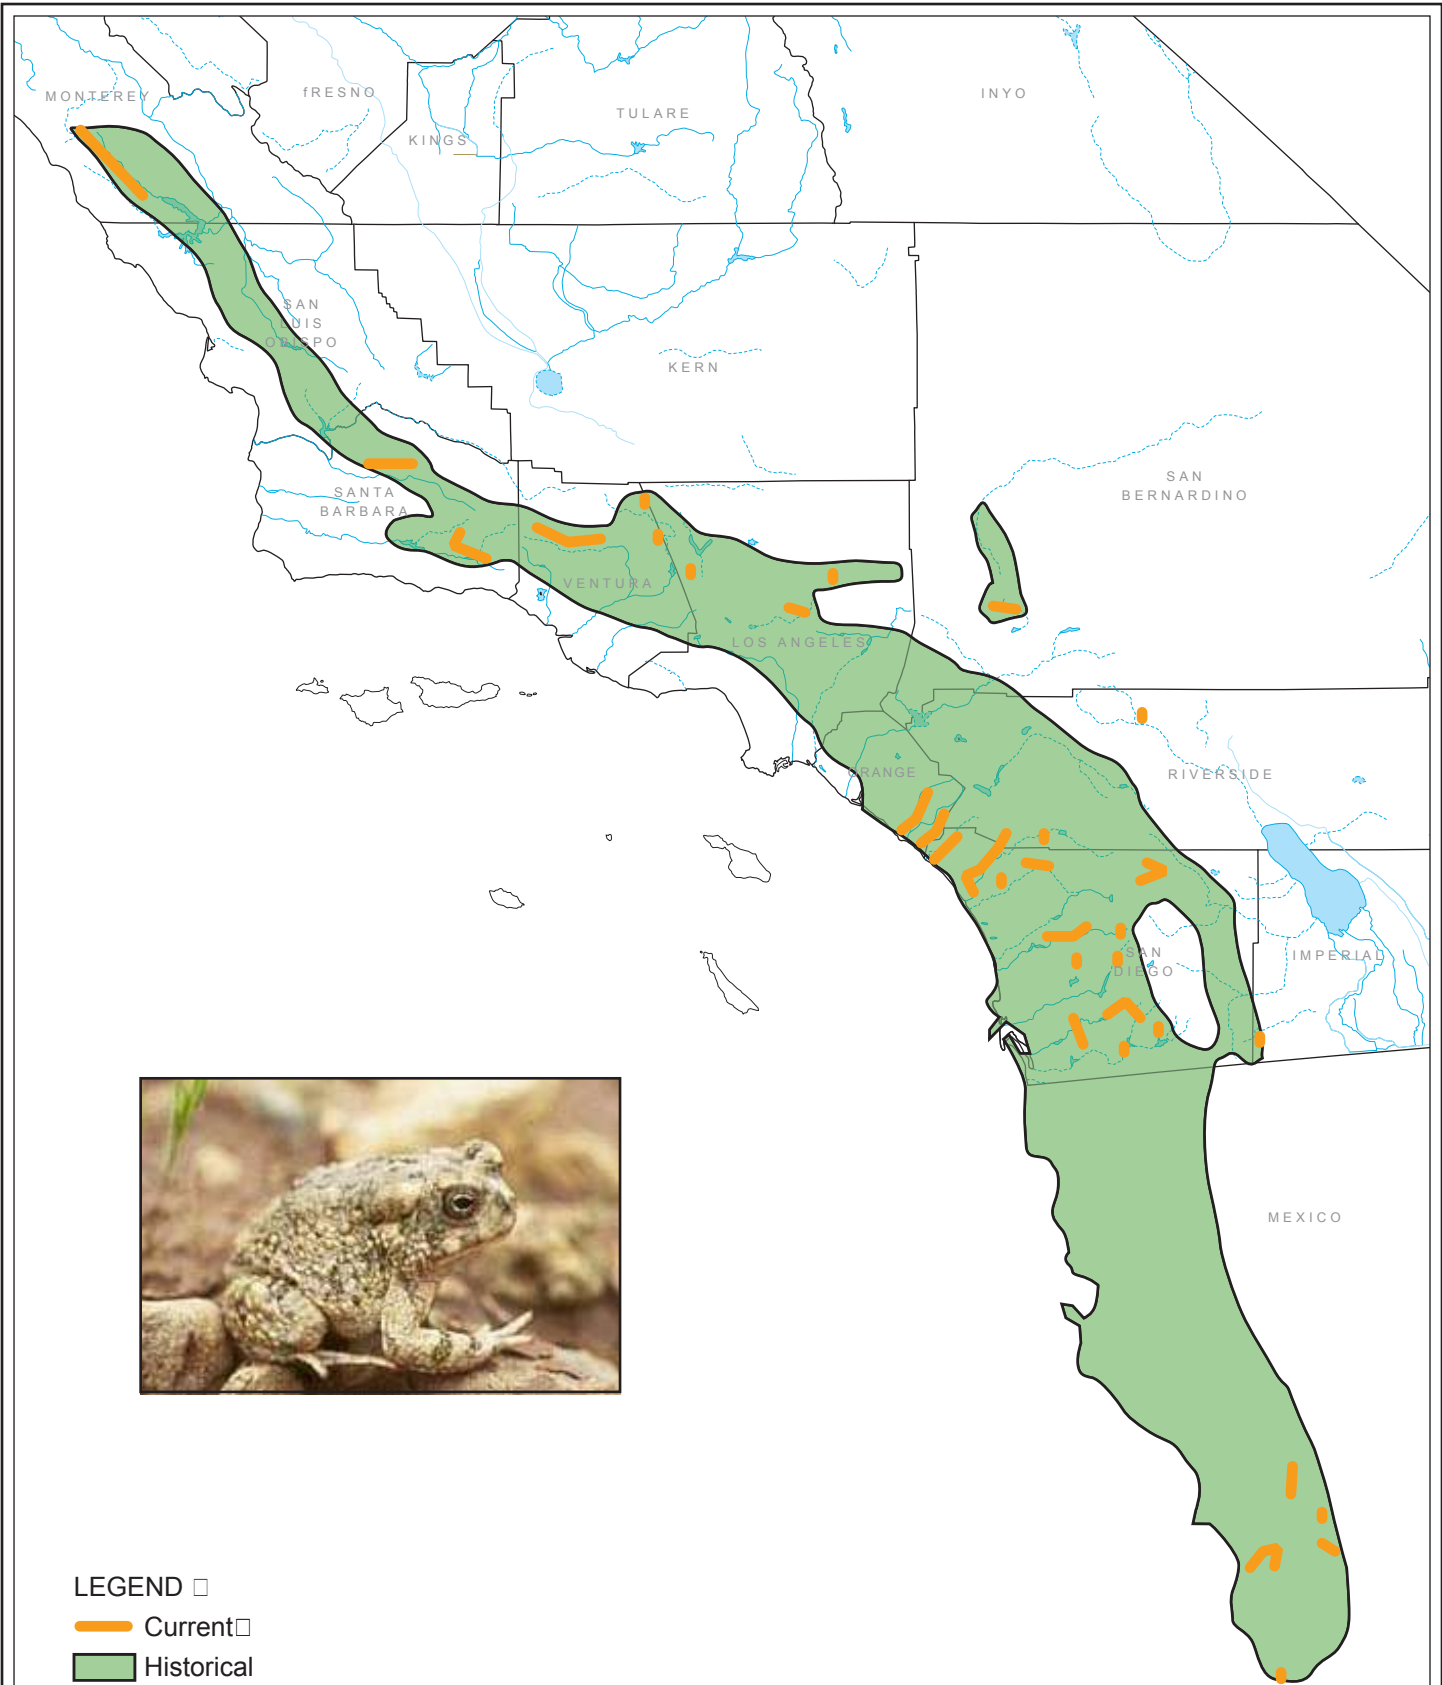 MONTEREY
fRESNO
KINGS
TULARE
INYO
SAN
LUIS
OBISPO
KERN
SAN
BERNARDINO
SANTA
BARBARA
VENTURA
LOS ANGELES
ORANGE
RIVERSIDE
SAN
DIEGO
IMPERIAL
MEXICO
LEGEND □
Current□
Historical